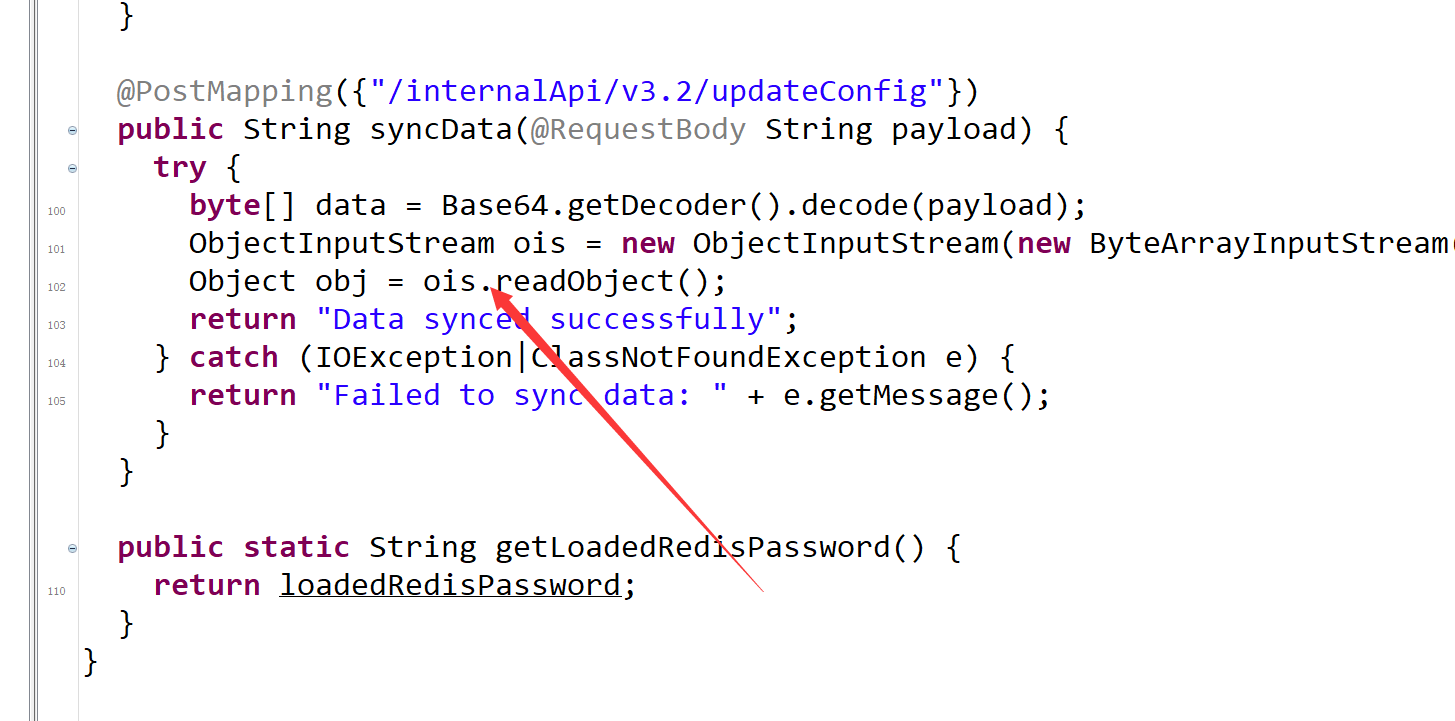 }
@PostMapping({"/internalApi/v3.2/updateConfig"})
public String syncData(@RequestBody String payload) {
try {
100 byte[] data = Base64.getDecoder().decode(payload);
101 ObjectInputStream ois = new ObjectInputStream(new ByteArrayInputStream(
102 Object obj = ois.readObject();
103 return "Data synced successfully";
104 } catch (IOException|ClassNotFoundException e) {
105 return "Failed to sync data: " + e.getMessage();
}
}
public static String getLoadedRedisPassword() {
110 return loadedRedisPassword;
}
}